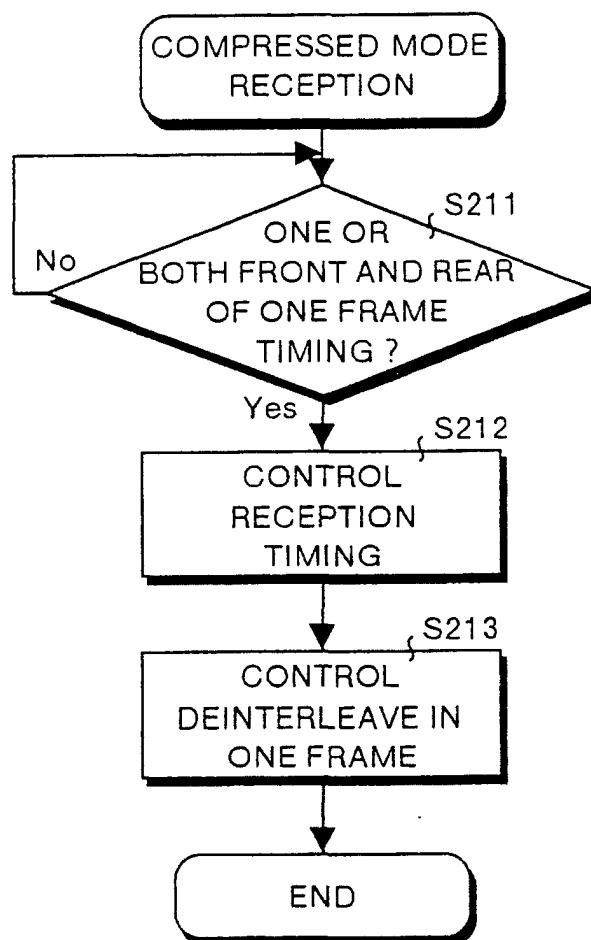 COMPRESSED MODE
RECEPTION
S211
ONE OR
BOTH FRONT AND REAR
OF ONE FRAME
TIMING ?
No
Yes
S212
CONTROL
RECEPTION
TIMING
S213
CONTROL
DEINTERLEAVE IN
ONE FRAME
END